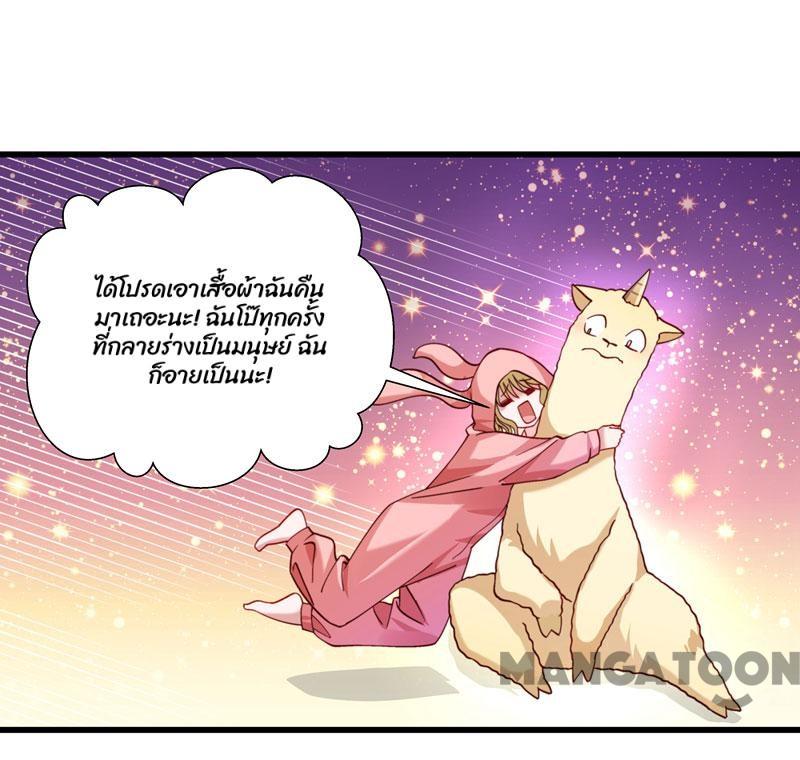 ได้โปรดเอาเสื้อผ้าฉันคืน
มาเถอะนะ! ฉันโป๊ทุกครั้ง
ที่กลายร่างเป็นมนุษย์ ฉัน
ก็อายเป็นนะ!
MANGATOON